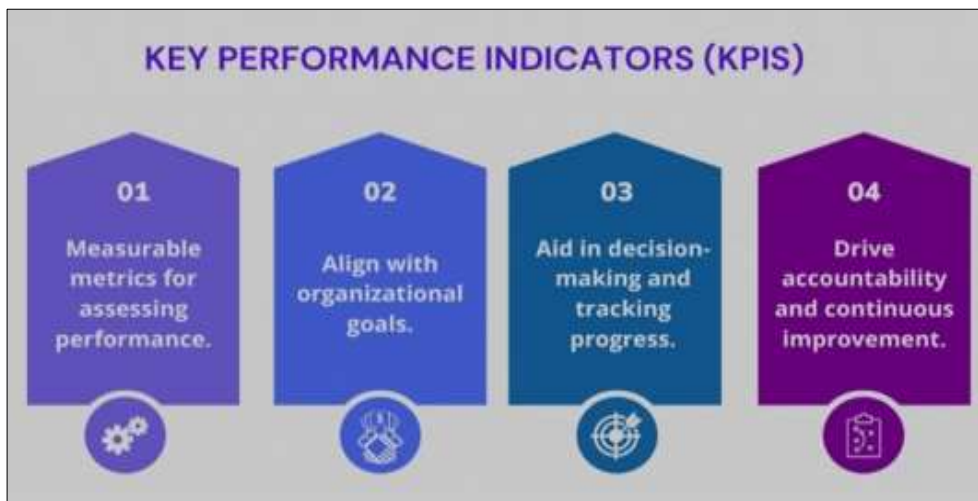 KEY PERFORMANCE INDICATORS (KPIS)
01
Measurable
metrics for
assessing
performance.
02
Align with
organizational
goals.
03
Aid in decision-
making and
tracking
progress.
04
Drive
accountability
and continuous
improvement.